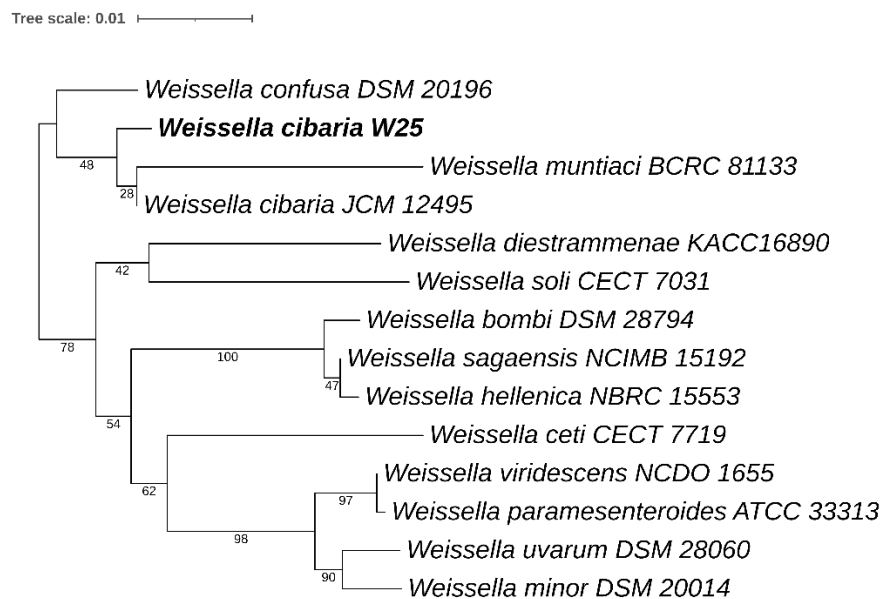 Tree scale: 0.01
Weissella confusa DSM 20196
Weissella cibaria W25
48
Weissella muntiaci BCRC 81133
28
Weissella cibaria JCM 12495
Weissella diestrammenae KACC16890
42
Weissella soli CECT 7031
Weissella bombi DSM 28794
78
100
Weissella sagaensis NCIMB 15192
47
Weissella hellenica NBRC 15553
54
Weissella ceti CECT 7719
Weissella viridescens NCDO 1655
62
97
Weissella paramesenteroides ATCC 33313
98
Weissella uvarum DSM 28060
90
Weissella minor DSM 20014